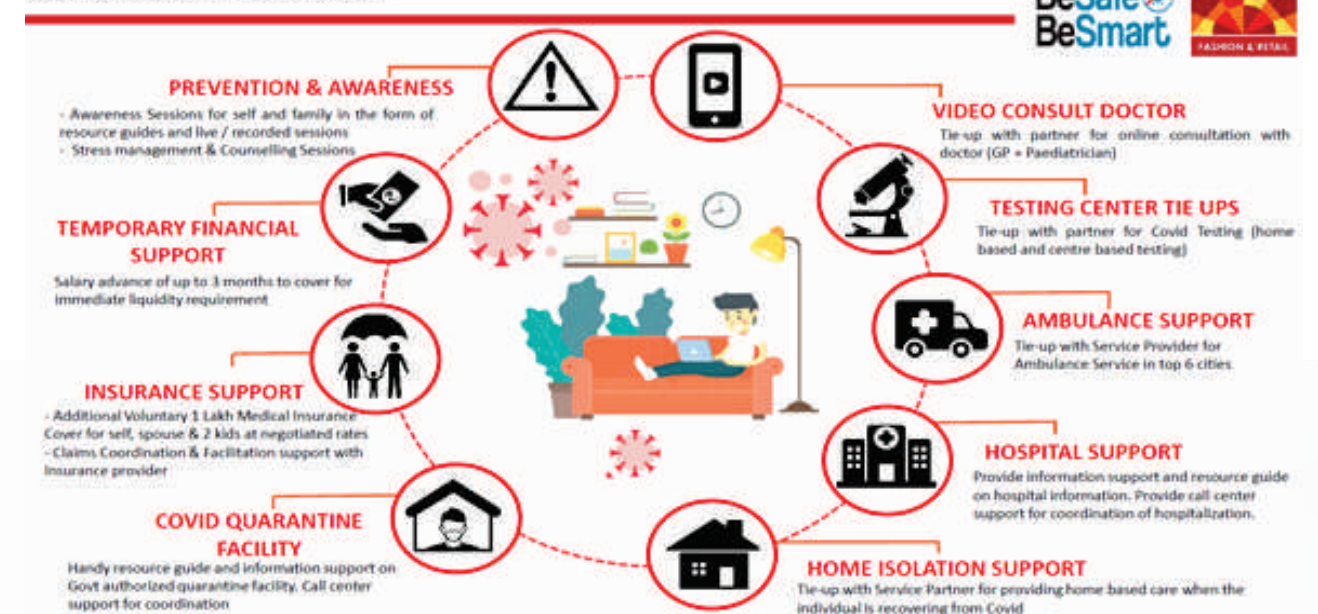 BeSafe
BeSmart
FASHION & RETAIL
PREVENTION & AWARENESS
- Awareness Sessions for self and family in the form of
resource guides and live / recorded sessions
- Stress management & Counselling Sessions
VIDEO CONSULT DOCTOR
Tie-up with partner for online consultation with
doctor (GP + Paediatrician)
TESTING CENTER TIE UPS
Tie-up with partner for Covid Testing (home
based and centre based testing)
AMBULANCE SUPPORT
Tie-up with Service Provider for
Ambulance Service in top 6 cities
HOSPITAL SUPPORT
Provide information support and resource guide
on hospital information. Provide call center
support for coordination of hospitalization.
HOME ISOLATION SUPPORT
Tie-up with Service Partner for providing home based care when the
individual is recovering from Covid
COVID QUARANTINE
FACILITY
Handy resource guide and information support on
Govt authorized quarantine facility. Call center
support for coordination
INSURANCE SUPPORT
- Additional Voluntary 1 Lakh Medical Insurance
Cover for self, spouse & 2 kids at negotiated rates
- Claims Coordination & Facilitation support with
Insurance provider
TEMPORARY FINANCIAL
SUPPORT
Salary advance of up to 3 months to cover for
immediate liquidity requirement